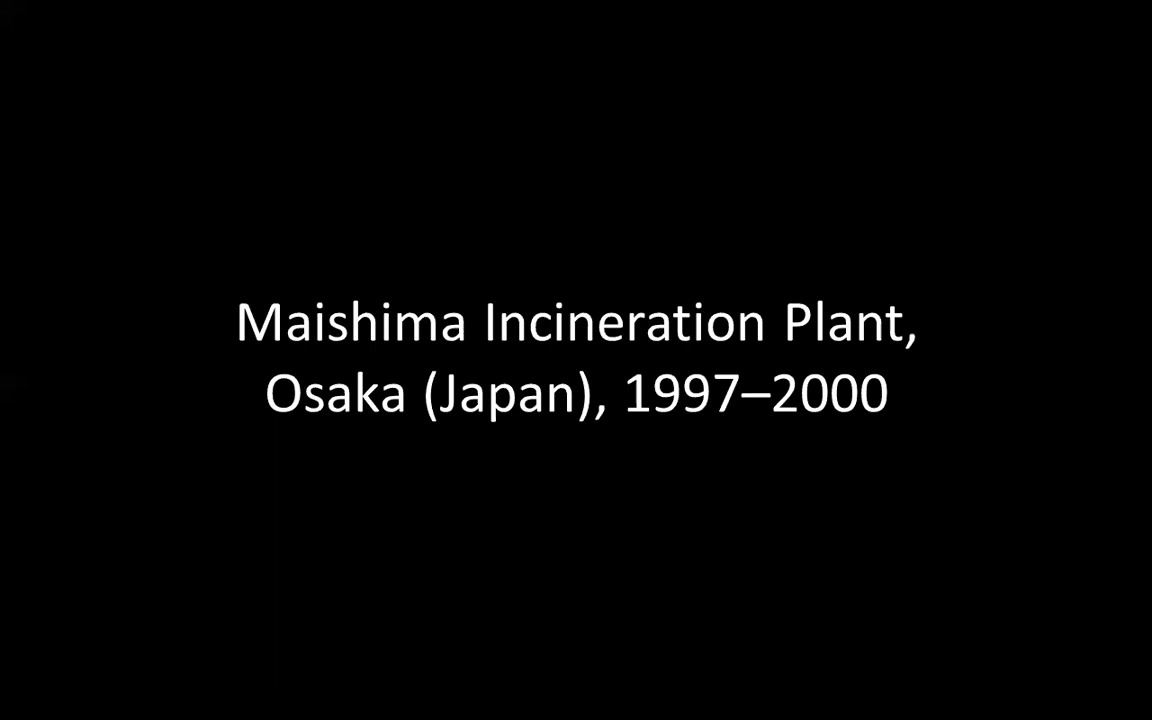 Maishima Incineration Plant,
Osaka (Japan), 1997–2000